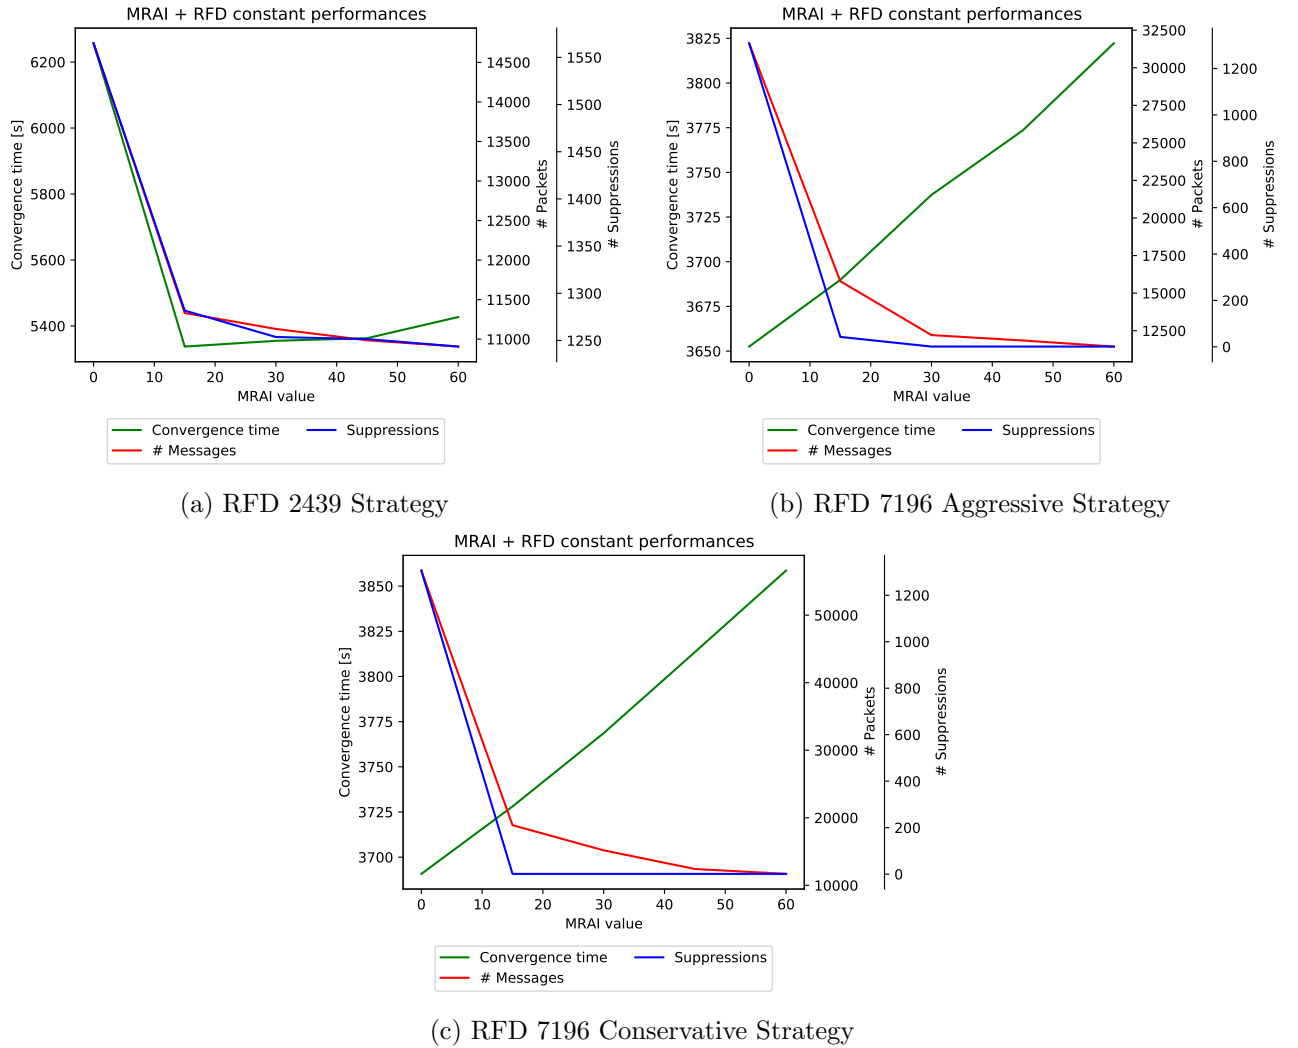 MRAI + RFD constant performances
Convergence time [s]
6200
6000
5800
5600
5400
0 10 20 30 40 50 60
MRAI value
14500
14000
13500
13000
12500
12000
11500
11000
# Packets
1550
1500
1450
1400
1350
1300
1250
# Suppressions
Convergence time
# Messages
Suppressions
(a) RFD 2439 Strategy
MRAI + RFD constant performances
Convergence time [s]
3825
3800
3775
3750
3725
3700
3675
3650
0 10 20 30 40 50 60
MRAI value
32500
30000
27500
25000
22500
20000
17500
15000
12500
# Packets
1200
1000
800
600
400
200
0
# Suppressions
Convergence time
# Messages
Suppressions
(b) RFD 7196 Aggressive Strategy
MRAI + RFD constant performances
Convergence time [s]
3850
3825
3800
3775
3750
3725
3700
0 10 20 30 40 50 60
MRAI value
50000
40000
30000
20000
10000
# Packets
1200
1000
800
600
400
200
0
# Suppressions
Convergence time
# Messages
Suppressions
(c) RFD 7196 Conservative Strategy